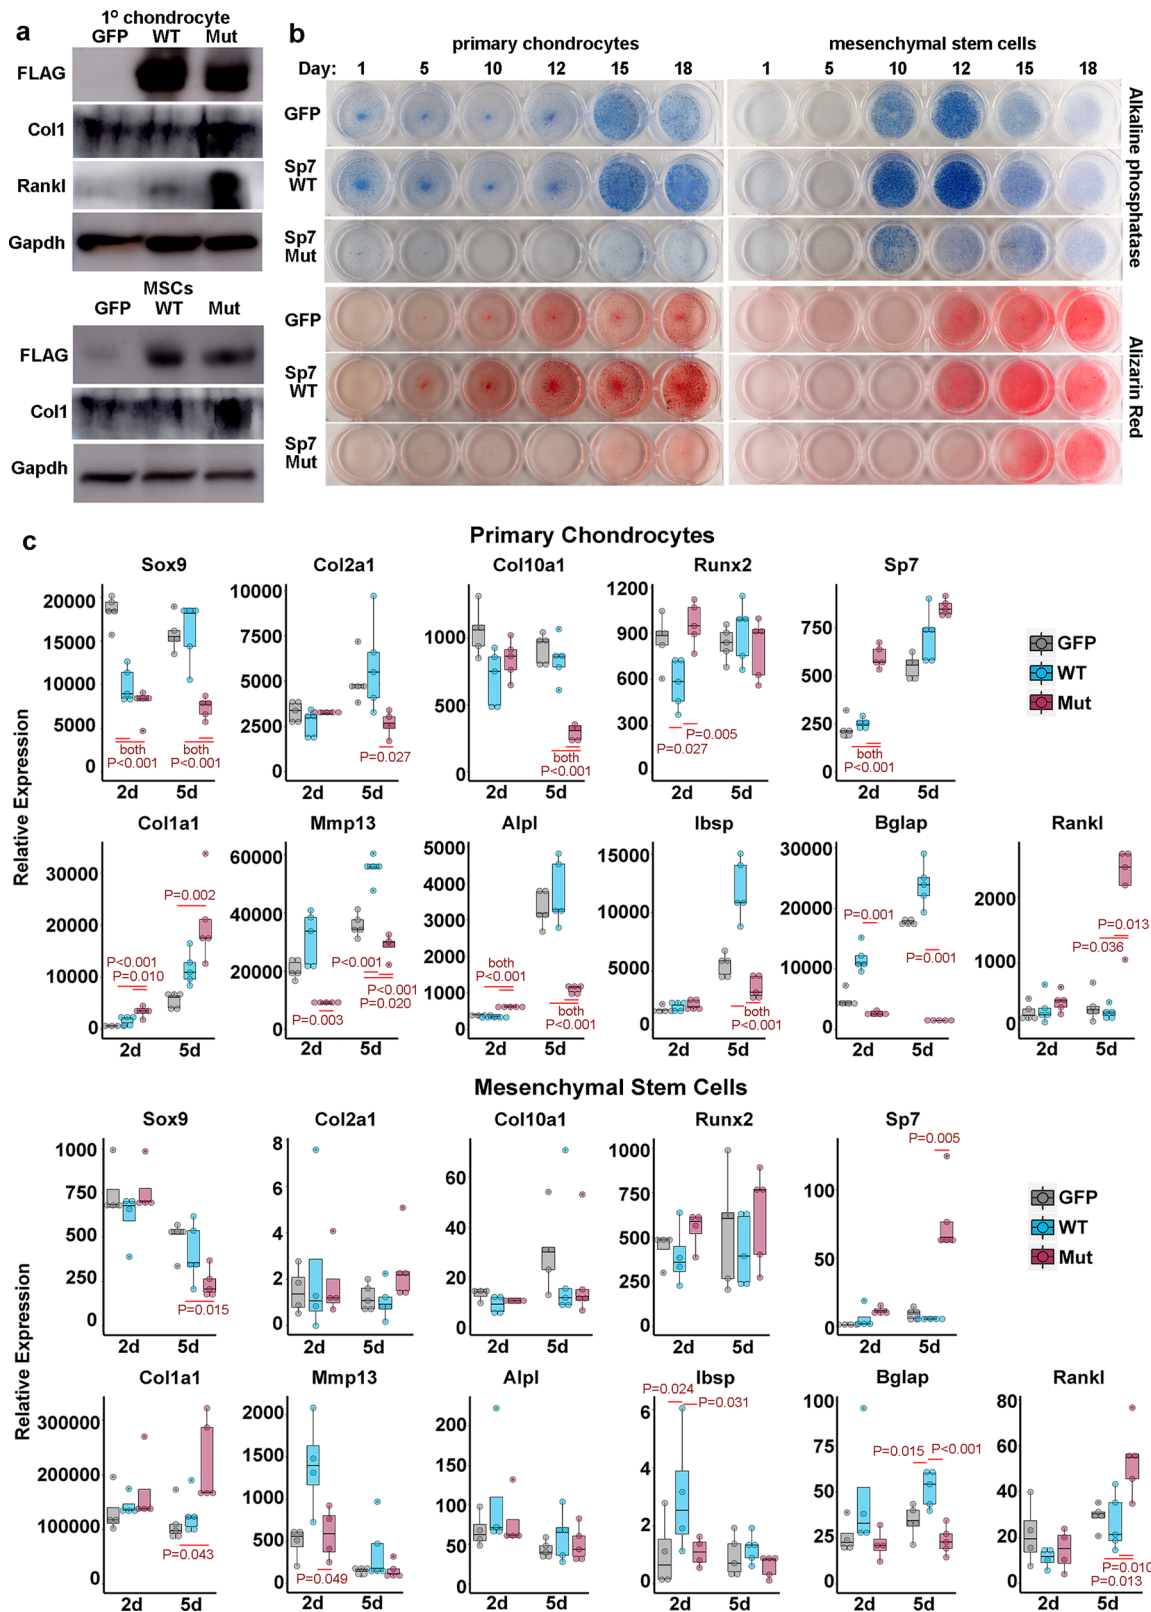 a
1º chondrocyte
GFP WT Mut
FLAG
Col1
Rankl
Gapdh
MSCs
GFP WT Mut
FLAG
Col1
Gapdh
b
primary chondrocytes mesenchymal stem cells
Day: 1 5 10 12 15 18 1 5 10 12 15 18
GFP
Sp7
WT
Sp7
Mut
Alkaline phosphatase
GFP
Sp7
WT
Sp7
Mut
Alizarin Red
c
Primary Chondrocytes
Relative Expression
Sox9
20000
15000
10000
5000
0
both
P<0.001
both
P<0.001
2d 5d
Col2a1
10000
7500
5000
2500
0
P=0.027
2d 5d
Col10a1
1000
500
0
both
P<0.001
2d 5d
Runx2
1200
900
600
300
0
P=0.005
P=0.027
2d 5d
Sp7
750
500
250
0
both
P<0.001
2d 5d
GFP
WT
Mut
Col1a1
30000
20000
10000
0
P=0.002
P<0.001
P=0.010
2d 5d
Mmp13
60000
40000
20000
0
P<0.001
P<0.001
P=0.020
P=0.003
2d 5d
Alpl
5000
4000
3000
2000
1000
0
both
P<0.001
both
P<0.001
2d 5d
Ibsp
15000
10000
5000
0
both
P<0.001
2d 5d
Bglap
30000
20000
10000
0
P=0.001
P=0.001
2d 5d
Rankl
2000
1000
0
P=0.013
P=0.036
2d 5d
Mesenchymal Stem Cells
Relative Expression
Sox9
1000
750
500
250
0
P=0.015
2d 5d
Col2a1
8
6
4
2
0
2d 5d
Col10a1
60
40
20
0
2d 5d
Runx2
1000
750
500
250
0
2d 5d
Sp7
P=0.005
100
50
0
2d 5d
GFP
WT
Mut
Col1a1
300000
200000
100000
0
P=0.043
2d 5d
Mmp13
2000
1500
1000
500
0
P=0.049
2d 5d
Alpl
200
150
100
50
0
2d 5d
Ibsp
6
4
2
0
P=0.024
P=0.031
2d 5d
Bglap
100
75
50
25
0
P=0.015
P<0.001
2d 5d
Rankl
80
60
40
20
0
P=0.010
P=0.013
2d 5d